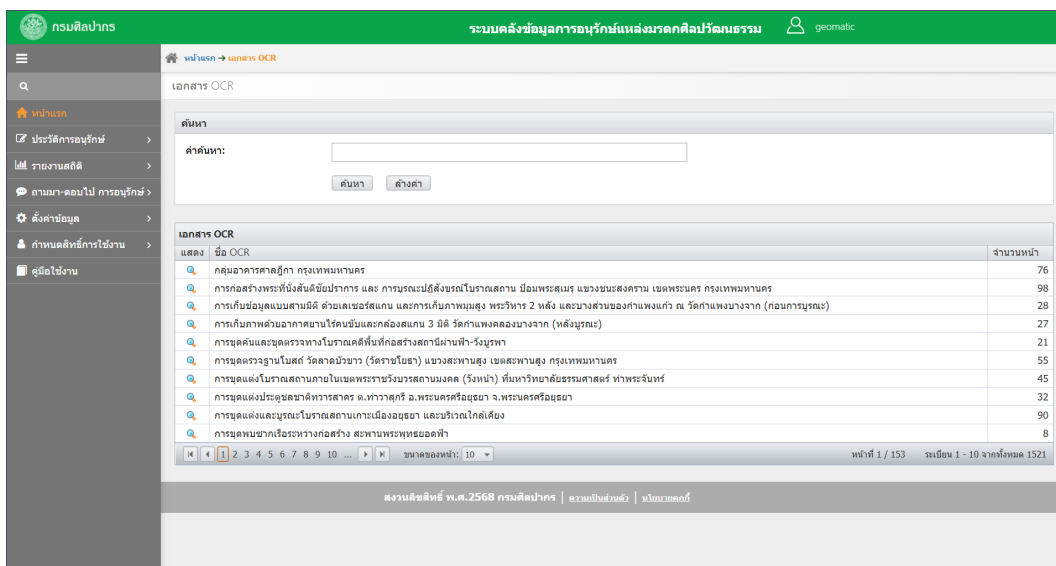 กรมศิลปากร
ระบบคลังข้อมูลการอนุรักษ์แหล่งมรดกศิลปวัฒนธรรม
geomatic
หน้าแรก → เอกสาร OCR
เอกสาร OCR
หน้าแรก
ประวัติการอนุรักษ์
รายงานสถิติ
ถามมา-ตอบไป การอนุรักษ์
ตั้งค่าข้อมูล
กำหนดสิทธิ์การใช้งาน
คู่มือใช้งาน
ค้นหา
คำค้นหา:
ค้นหา ล้างค่า
เอกสาร OCR
แสดง ชื่อ OCR จำนวนหน้า
กลุ่มอาคารศาลฎีกา กรุงเทพมหานคร 76
การก่อสร้างพระที่นั่งสันติชัยปราการ และ การบูรณะปฏิสังขรณ์โบราณสถาน ป้อมพระสุเมรุ แขวงชนะสงคราม เขตพระนคร กรุงเทพมหานคร 98
การเก็บข้อมูลแบบสามมิติ ด้วยเลเซอร์สแกน และการเก็บภาพมุมสูง พระวิหาร 2 หลัง และบางส่วนของกำแพงแก้ว ณ วัดกำแพงบางจาก (ก่อนการบูรณะ) 28
การเก็บภาพด้วยอากาศยานไร้คนขับและกล้องสแกน 3 มิติ วัดกำแพงคลองบางจาก (หลังบูรณะ) 27
การขุดค้นและขุดตรวจทางโบราณคดีพื้นที่ก่อสร้างสถานีผ่านฟ้า-วังบูรพา 21
การขุดตรวจฐานโบสถ์ วัดลาดบัวขาว (วัดราชโยธา) แขวงสะพานสูง เขตสะพานสูง กรุงเทพมหานคร 55
การขุดแต่งโบราณสถานภายในเขตพระราชวังบวรสถานมงคล (วังหน้า) ที่มหาวิทยาลัยธรรมศาสตร์ ท่าพระจันทร์ 45
การขุดแต่งประตูชลชาติทวารสาคร ต.ท่าวาสุกรี อ.พระนครศรีอยุธยา จ.พระนครศรีอยุธยา 32
การขุดแต่งและบูรณะโบราณสถานเกาะเมืองอยุธยา และบริเวณใกล้เคียง 90
การขุดพบซากเรือระหว่างก่อสร้าง สะพานพระพุทธยอดฟ้า 8
1 2 3 4 5 6 7 8 9 10 ... ขนาดของหน้า: 10 หน้าที่ 1 / 153 ระเบียน 1 - 10 จากทั้งหมด 1521
สงวนลิขสิทธิ์ พ.ศ.2568 กรมศิลปากร | ความเป็นส่วนตัว | นโยบายคุกกี้